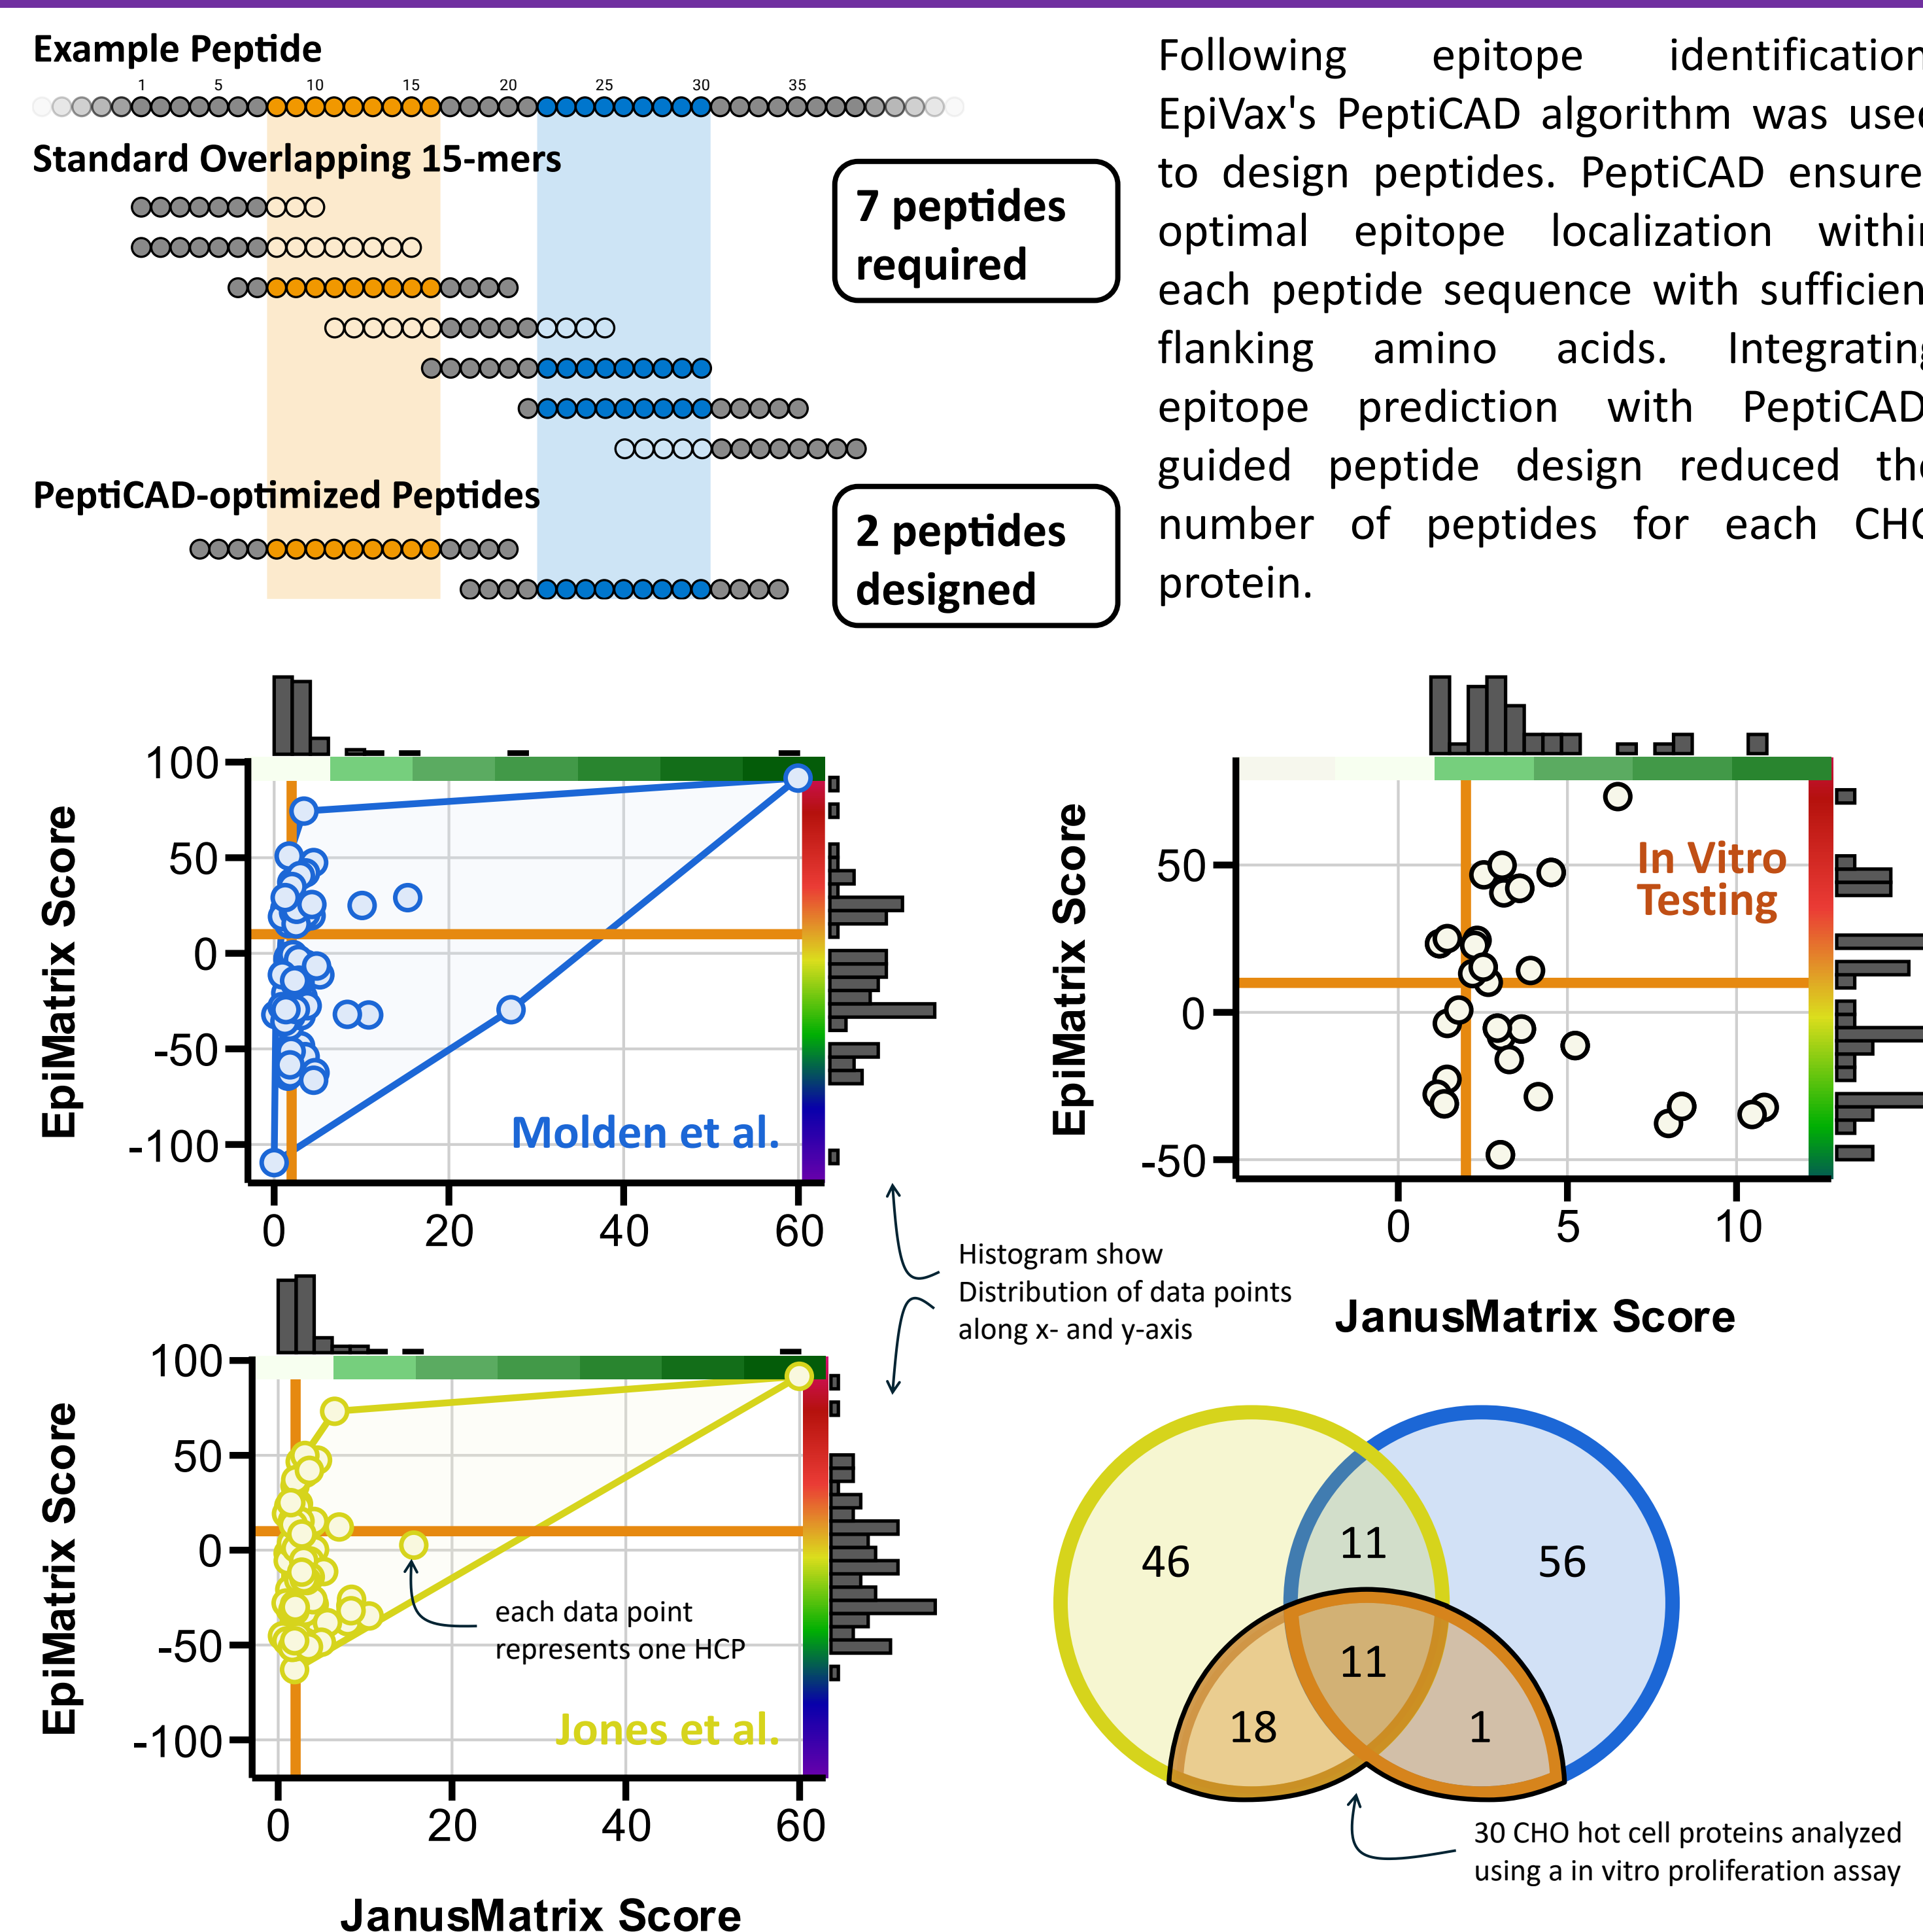 Example Peptide
1 5 10 15 20 25 30 35
Standard Overlapping 15-mers
7 peptides
required
PeptiCAD-optimized Peptides
2 peptides
designed
Following epitope identification
EpiVax's PeptiCAD algorithm was
to design peptides. PeptiCAD
optimal epitope localization
each peptide sequence with
flanking amino acids.
epitope prediction with PeptiCAD
guided peptide design reduced
number of peptides for each
protein.
100
50
0
-50
-100
EpiMatrix Score
Molden et al.
0 20 40 60
50
0
-50
EpiMatrix Score
In Vitro
Testing
0 5 10
JanusMatrix Score
Histogram show
Distribution of data points
along x- and y-axis
100
50
0
-50
-100
EpiMatrix Score
each data point
represents one HCP
Jones et al.
0 20 40 60
JanusMatrix Score
46
11
56
11
18
1
30 CHO hot cell proteins analyzed
using a in vitro proliferation assay